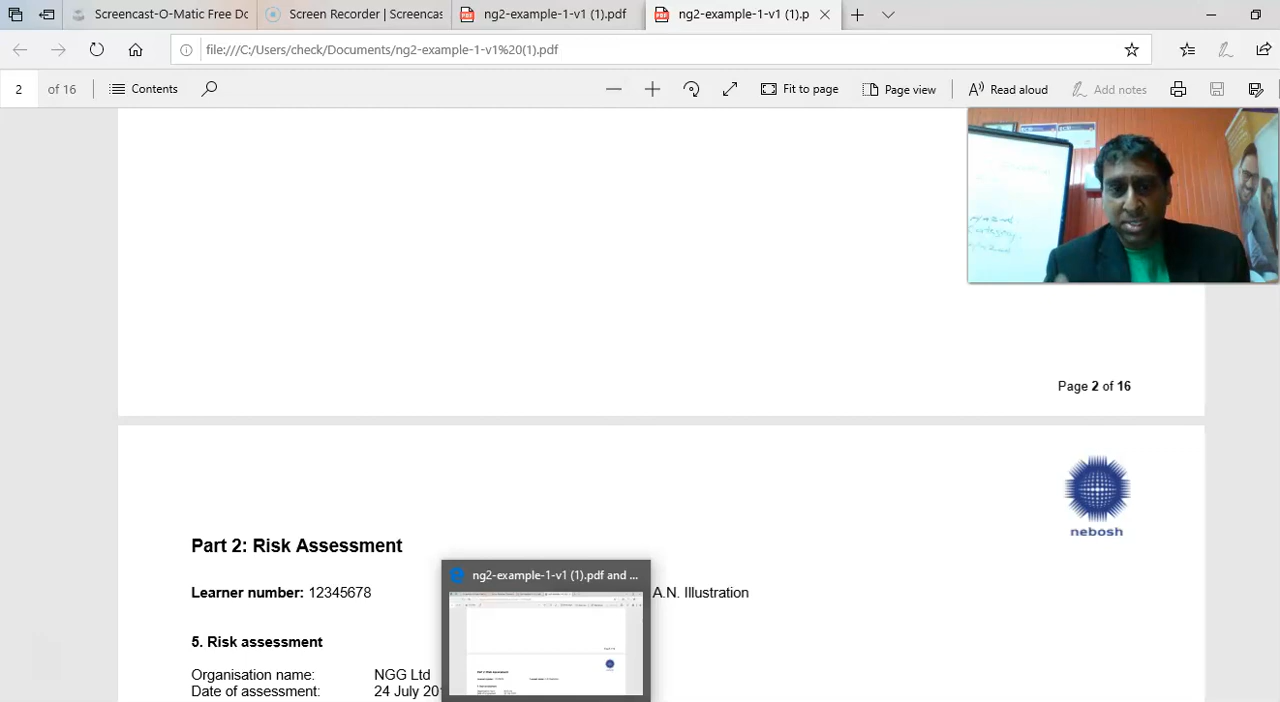 Screencast-O-Matic Free Do
Screen Recorder | Screencas
ng2-example-1-v1 (1).pdf
ng2-example-1-v1 (1).p
file:///C:/Users/check/Documents/ng2-example-1-v1%20(1).pdf
2 of 16 Contents Fit to page Page view Read aloud Add notes
Page 2 of 16
nebosh
Part 2: Risk Assessment
ng2-example-1-v1 (1).pdf and ...
Learner number: 12345678 A.N. Illustration
5. Risk assessment
Organisation name: NGG Ltd
Date of assessment: 24 July 201